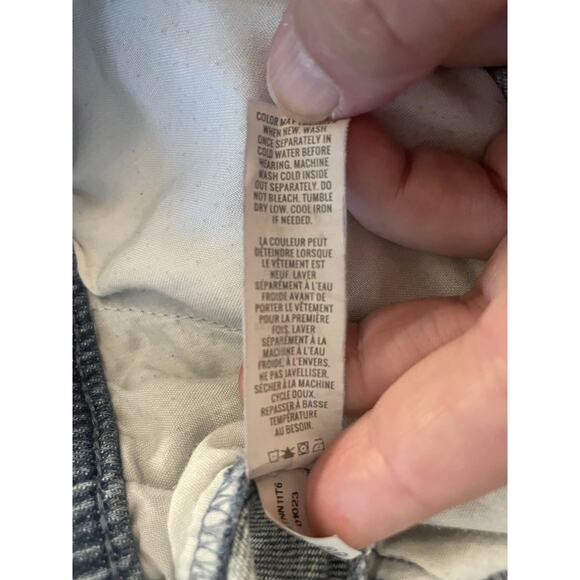 COLOR MAY
WHEN NEW. WASH
ONCE SEPARATELY IN
COLD WATER BEFORE
WEARING. MACHINE
WASH COLD INSIDE
OUT SEPARATELY. DO
NOT BLEACH. TUMBLE
DRY LOW. COOL IRON
IF NEEDED.
LA COULEUR PEUT
DÉTEINDRE LORSQUE
LE VÊTEMENT EST
NEUF. LAVER
SÉPARÉMENT À L'EAU
FROIDE AVANT DE
PORTER LE VÊTEMENT
POUR LA PREMIÈRE
FOIS. LAVER
SÉPARÉMENT À LA
MACHINE À L'EAU
FROIDE, À L'ENVERS.
NE PAS JAVELLISER.
SÉCHER À LA MACHINE
CYCLE DOUX.
REPASSER À BASSE
TEMPÉRATURE
AU BESOIN.
01023